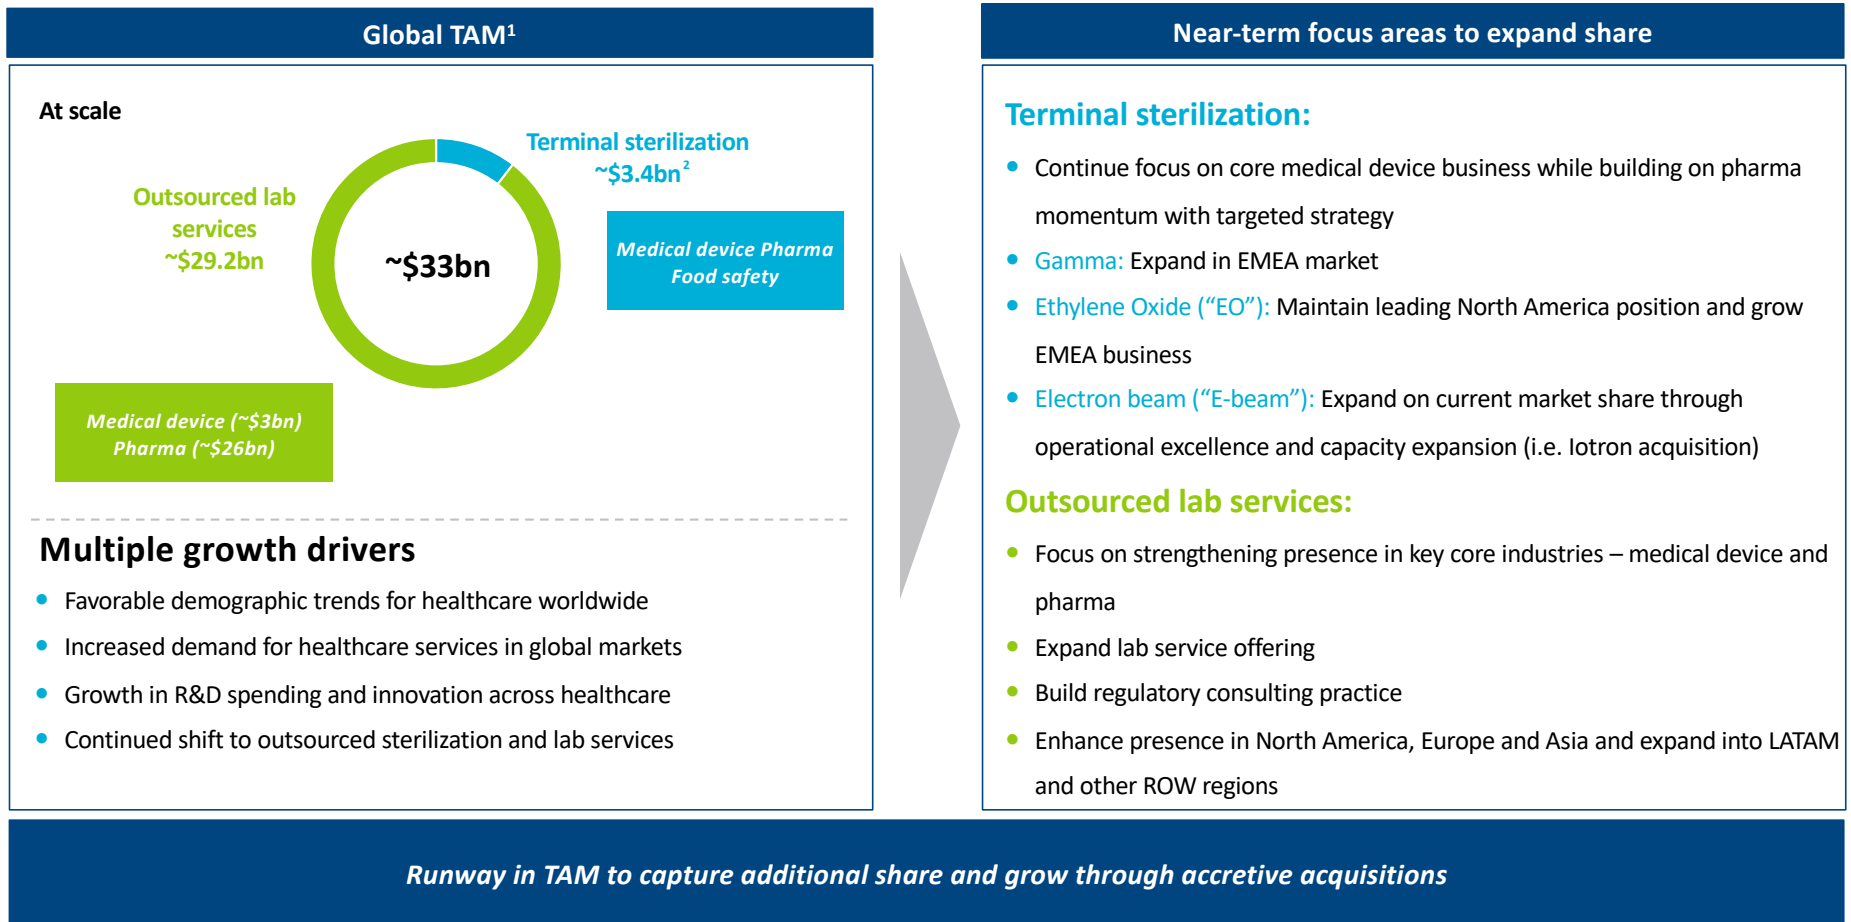 Global TAM1
At scale
Terminal sterilization
~$3.4bn2
Outsourced lab
services
~$29.2bn
~$33bn
Medical device Pharma
Food safety
Medical device (~$3bn)
Pharma (~$26bn)
Multiple growth drivers
• Favorable demographic trends for healthcare worldwide
• Increased demand for healthcare services in global markets
• Growth in R&D spending and innovation across healthcare
• Continued shift to outsourced sterilization and lab services
Near-term focus areas to expand share
Terminal sterilization:
• Continue focus on core medical device business while building on pharma
momentum with targeted strategy
• Gamma: Expand in EMEA market
• Ethylene Oxide (“EO”): Maintain leading North America position and grow
EMEA business
• Electron beam (“E-beam”): Expand on current market share through
operational excellence and capacity expansion (i.e. Iotron acquisition)
Outsourced lab services:
• Focus on strengthening presence in key core industries – medical device and
pharma
• Expand lab service offering
• Build regulatory consulting practice
• Enhance presence in North America, Europe and Asia and expand into LATAM
and other ROW regions
Runway in TAM to capture additional share and grow through accretive acquisitions